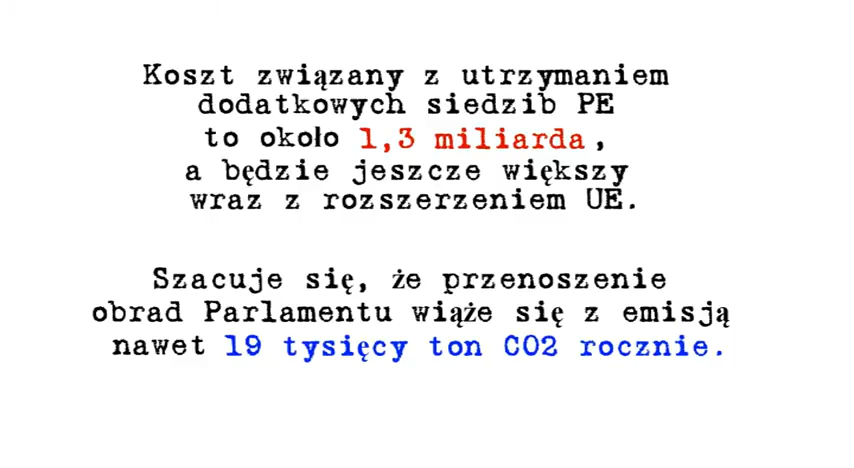 Koszt związany z utrzymaniem
dodatkowych siedzib PE
to około 1,3 miliarda,
a będzie jeszcze większy
wraz z rozszerzeniem UE.
Szacuje się, że przenoszenie
obrad Parlamentu wiąże się z emisją
nawet 19 tysięcy ton CO2 rocznie.